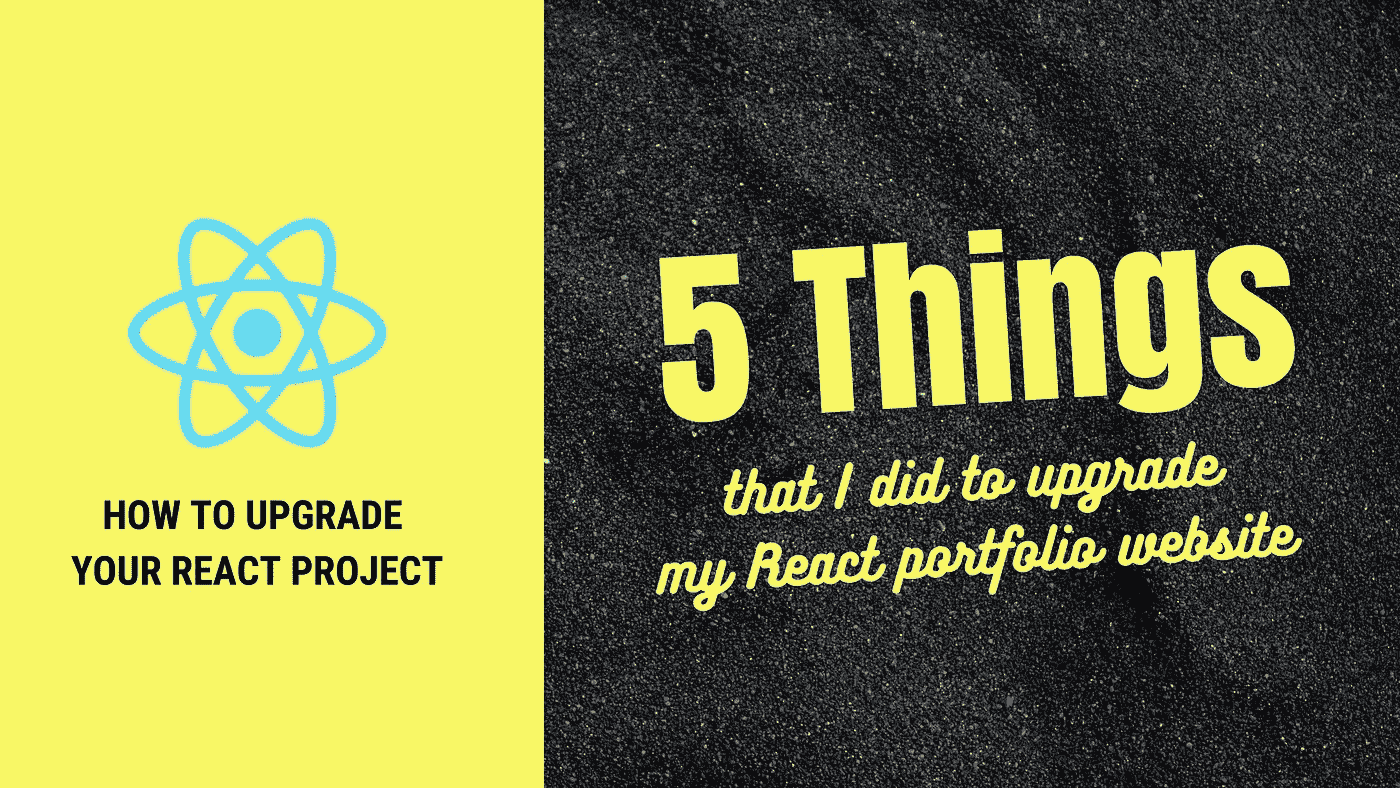 HOW TO UPGRADE
YOUR REACT PROJECT
5 Things
that I did to upgrade
my React portfolio website